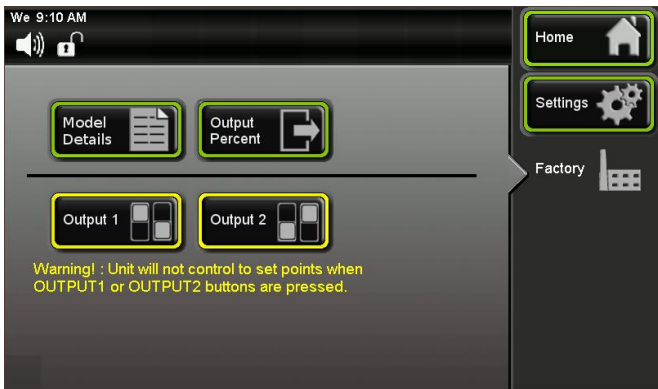 We 9:10 AM
Home
Settings
Factory
Model
Details
Output
Percent
Output 1
Output 2
Warning! : Unit will not control to set points when
OUTPUT1 or OUTPUT2 buttons are pressed.